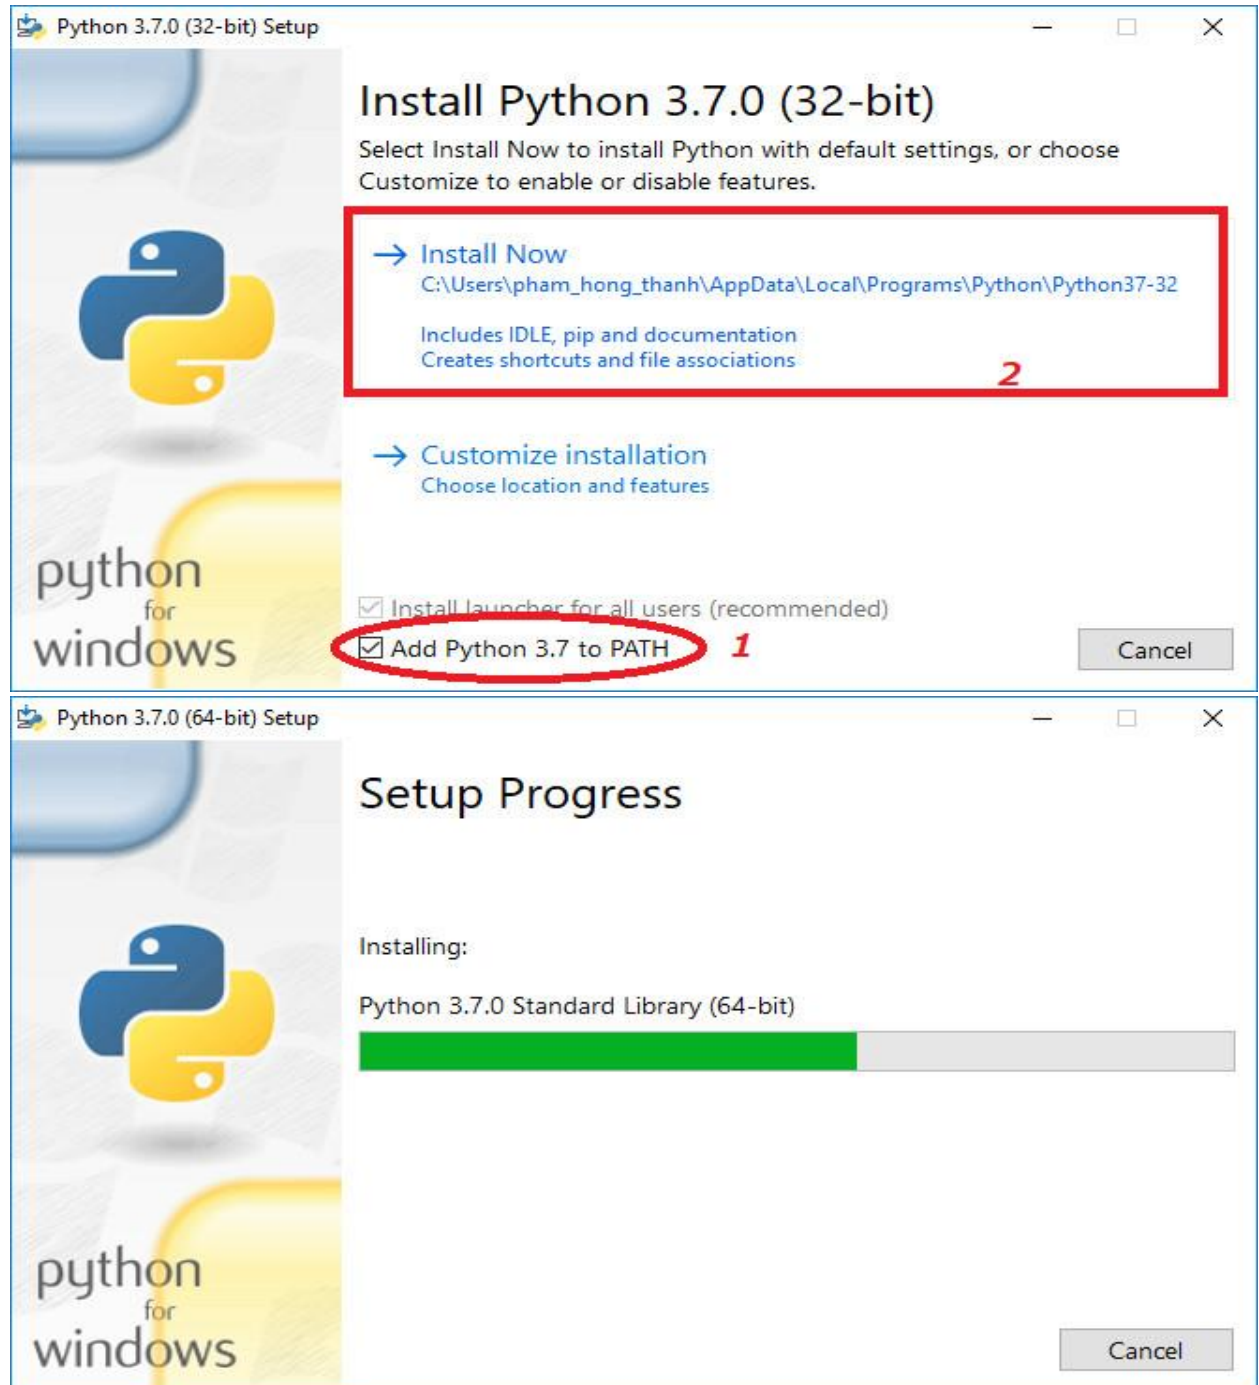 Python 3.7.0 (32-bit) Setup
Install Python 3.7.0 (32-bit)
Select Install Now to install Python with default settings, or choose
Customize to enable or disable features.
Install Now
C:\Users\pham_hong_thanh\AppData\Local\Programs\Python\Python37-32
Includes IDLE, pip and documentation
Creates shortcuts and file associations
2
Customize installation
Choose location and features
python
for
windows
Install launcher for all users (recommended)
Add Python 3.7 to PATH
1
Cancel
Python 3.7.0 (64-bit) Setup
Setup Progress
Installing:
Python 3.7.0 Standard Library (64-bit)
python
for
windows
Cancel